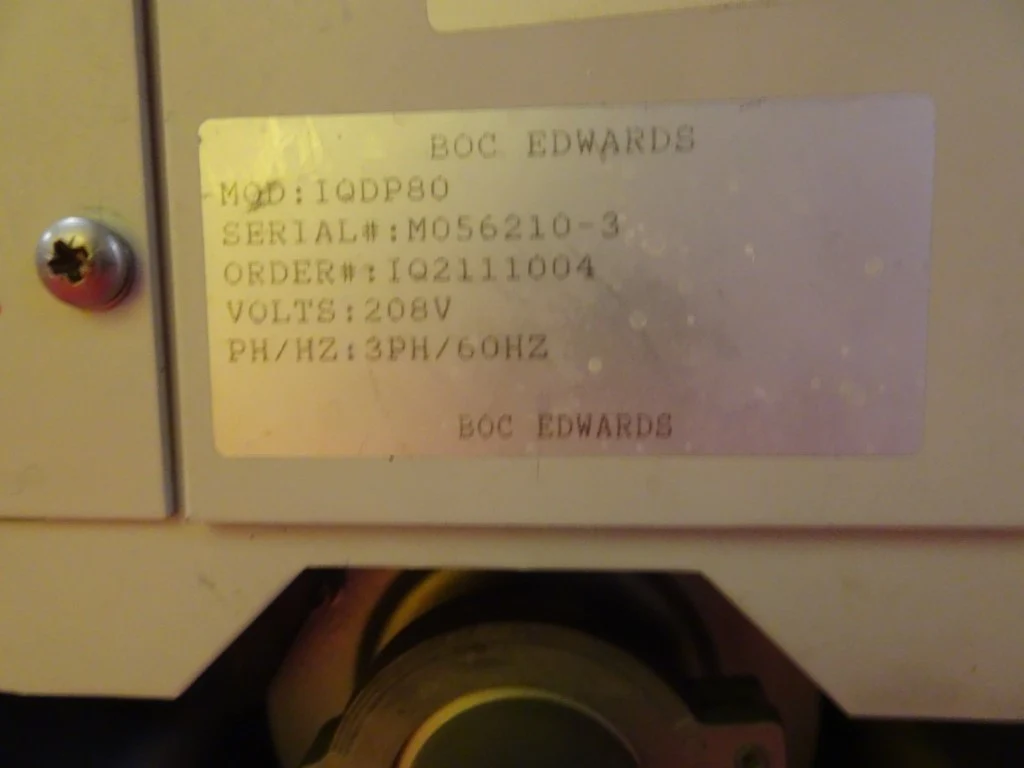 BOC EDWARDS
MOD:IQDP80
SERIAL#:M056210-3
ORDER#:IQ2111004
VOLTS:208V
PH/HZ:3PH/60HZ
BOC EDWARDS